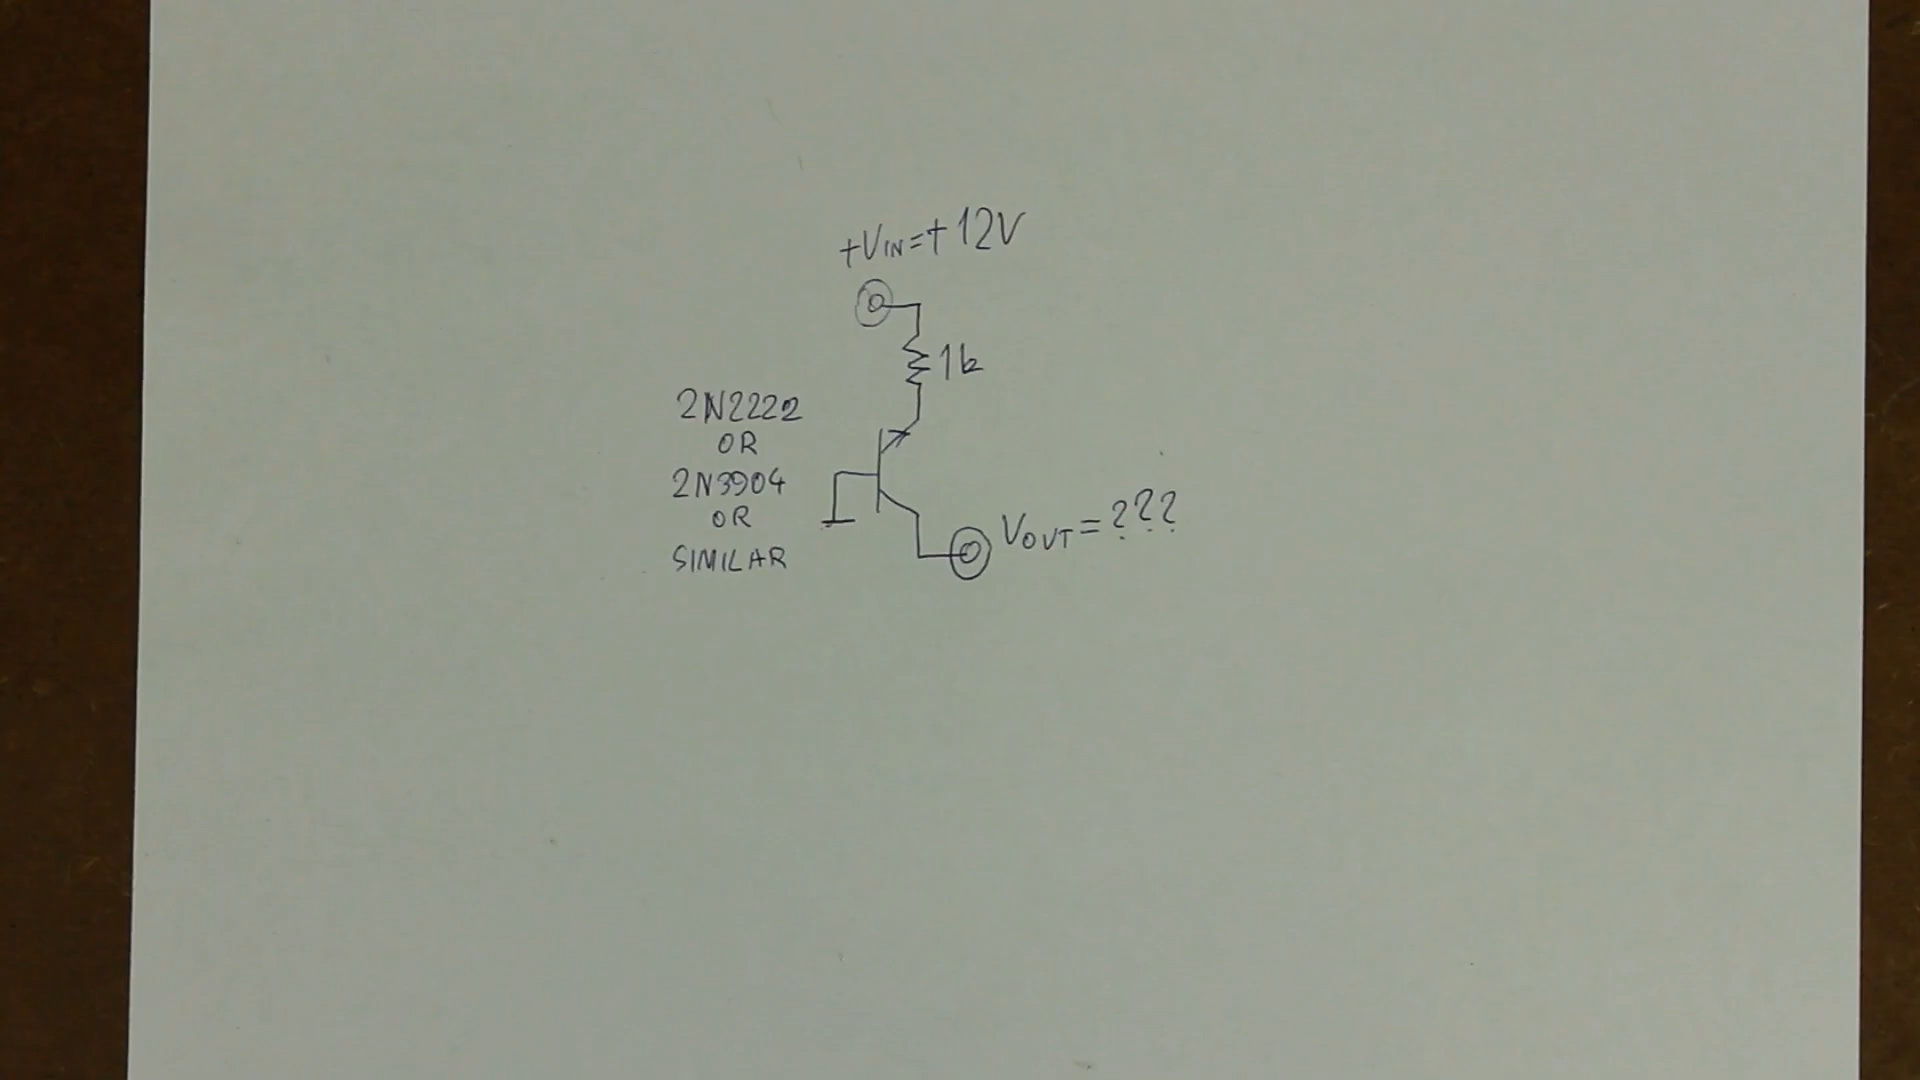 +VIN=+12V
1k
2N2222
OR
2N3904
OR
SIMILAR
VOUT=???